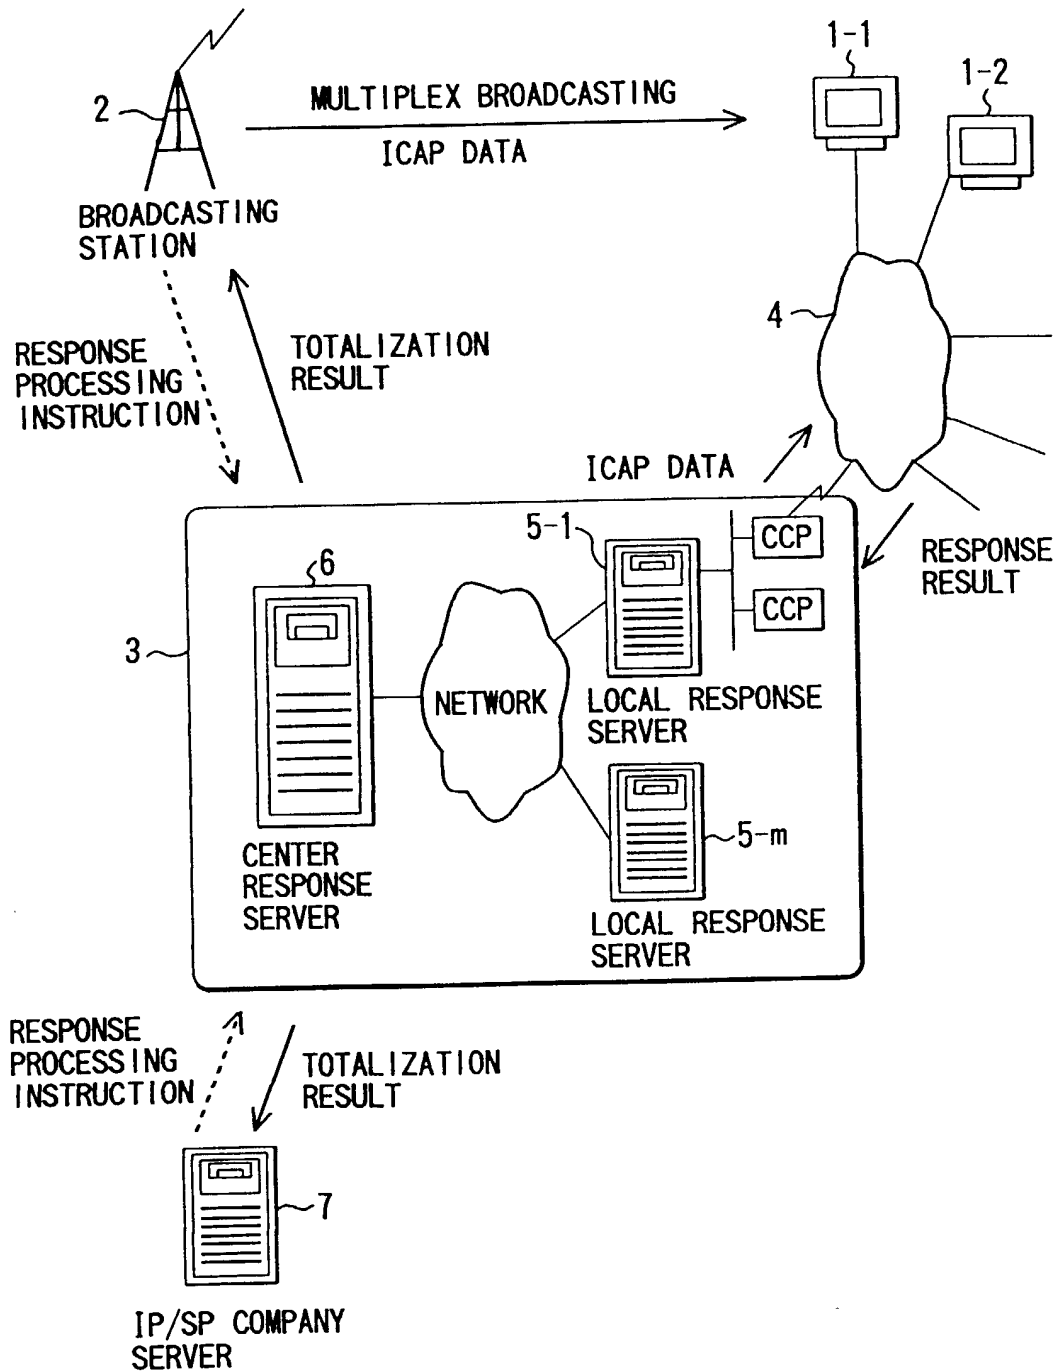 1-1
1-2
2
MULTIPLEX BROADCASTING
ICAP DATA
BROADCASTING
STATION
4
RESPONSE
PROCESSING
INSTRUCTION
TOTALIZATION
RESULT
ICAP DATA
RESPONSE
RESULT
3
6
CENTER
RESPONSE
SERVER
NETWORK
5-1
CCP
CCP
LOCAL RESPONSE
SERVER
5-m
LOCAL RESPONSE
SERVER
RESPONSE
PROCESSING
INSTRUCTION
TOTALIZATION
RESULT
7
IP/SP COMPANY
SERVER